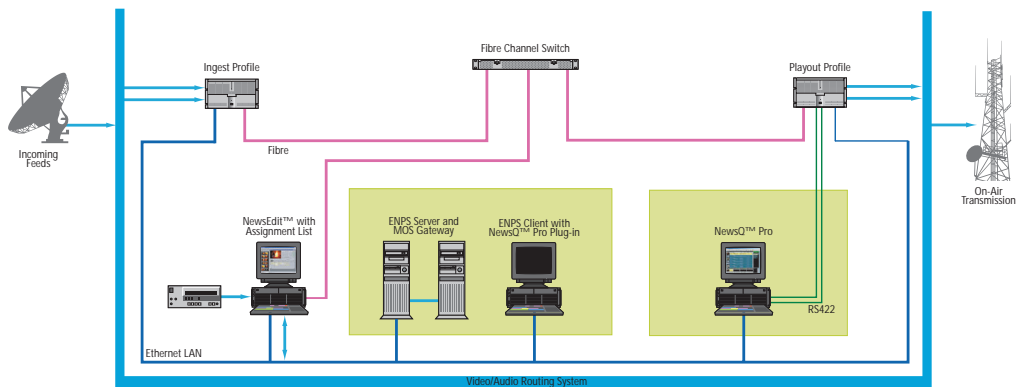 Fibre Channel Switch
Ingest Profile
Playout Profile
Incoming
Feeds
Fibre
On-Air
Transmission
NewsEdit™ with
Assignment List
ENPS Server and
MOS Gateway
ENPS Client with
NewsQ™ Pro Plug-in
NewsQ™ Pro
RS422
Ethernet LAN
Video/Audio Routing System